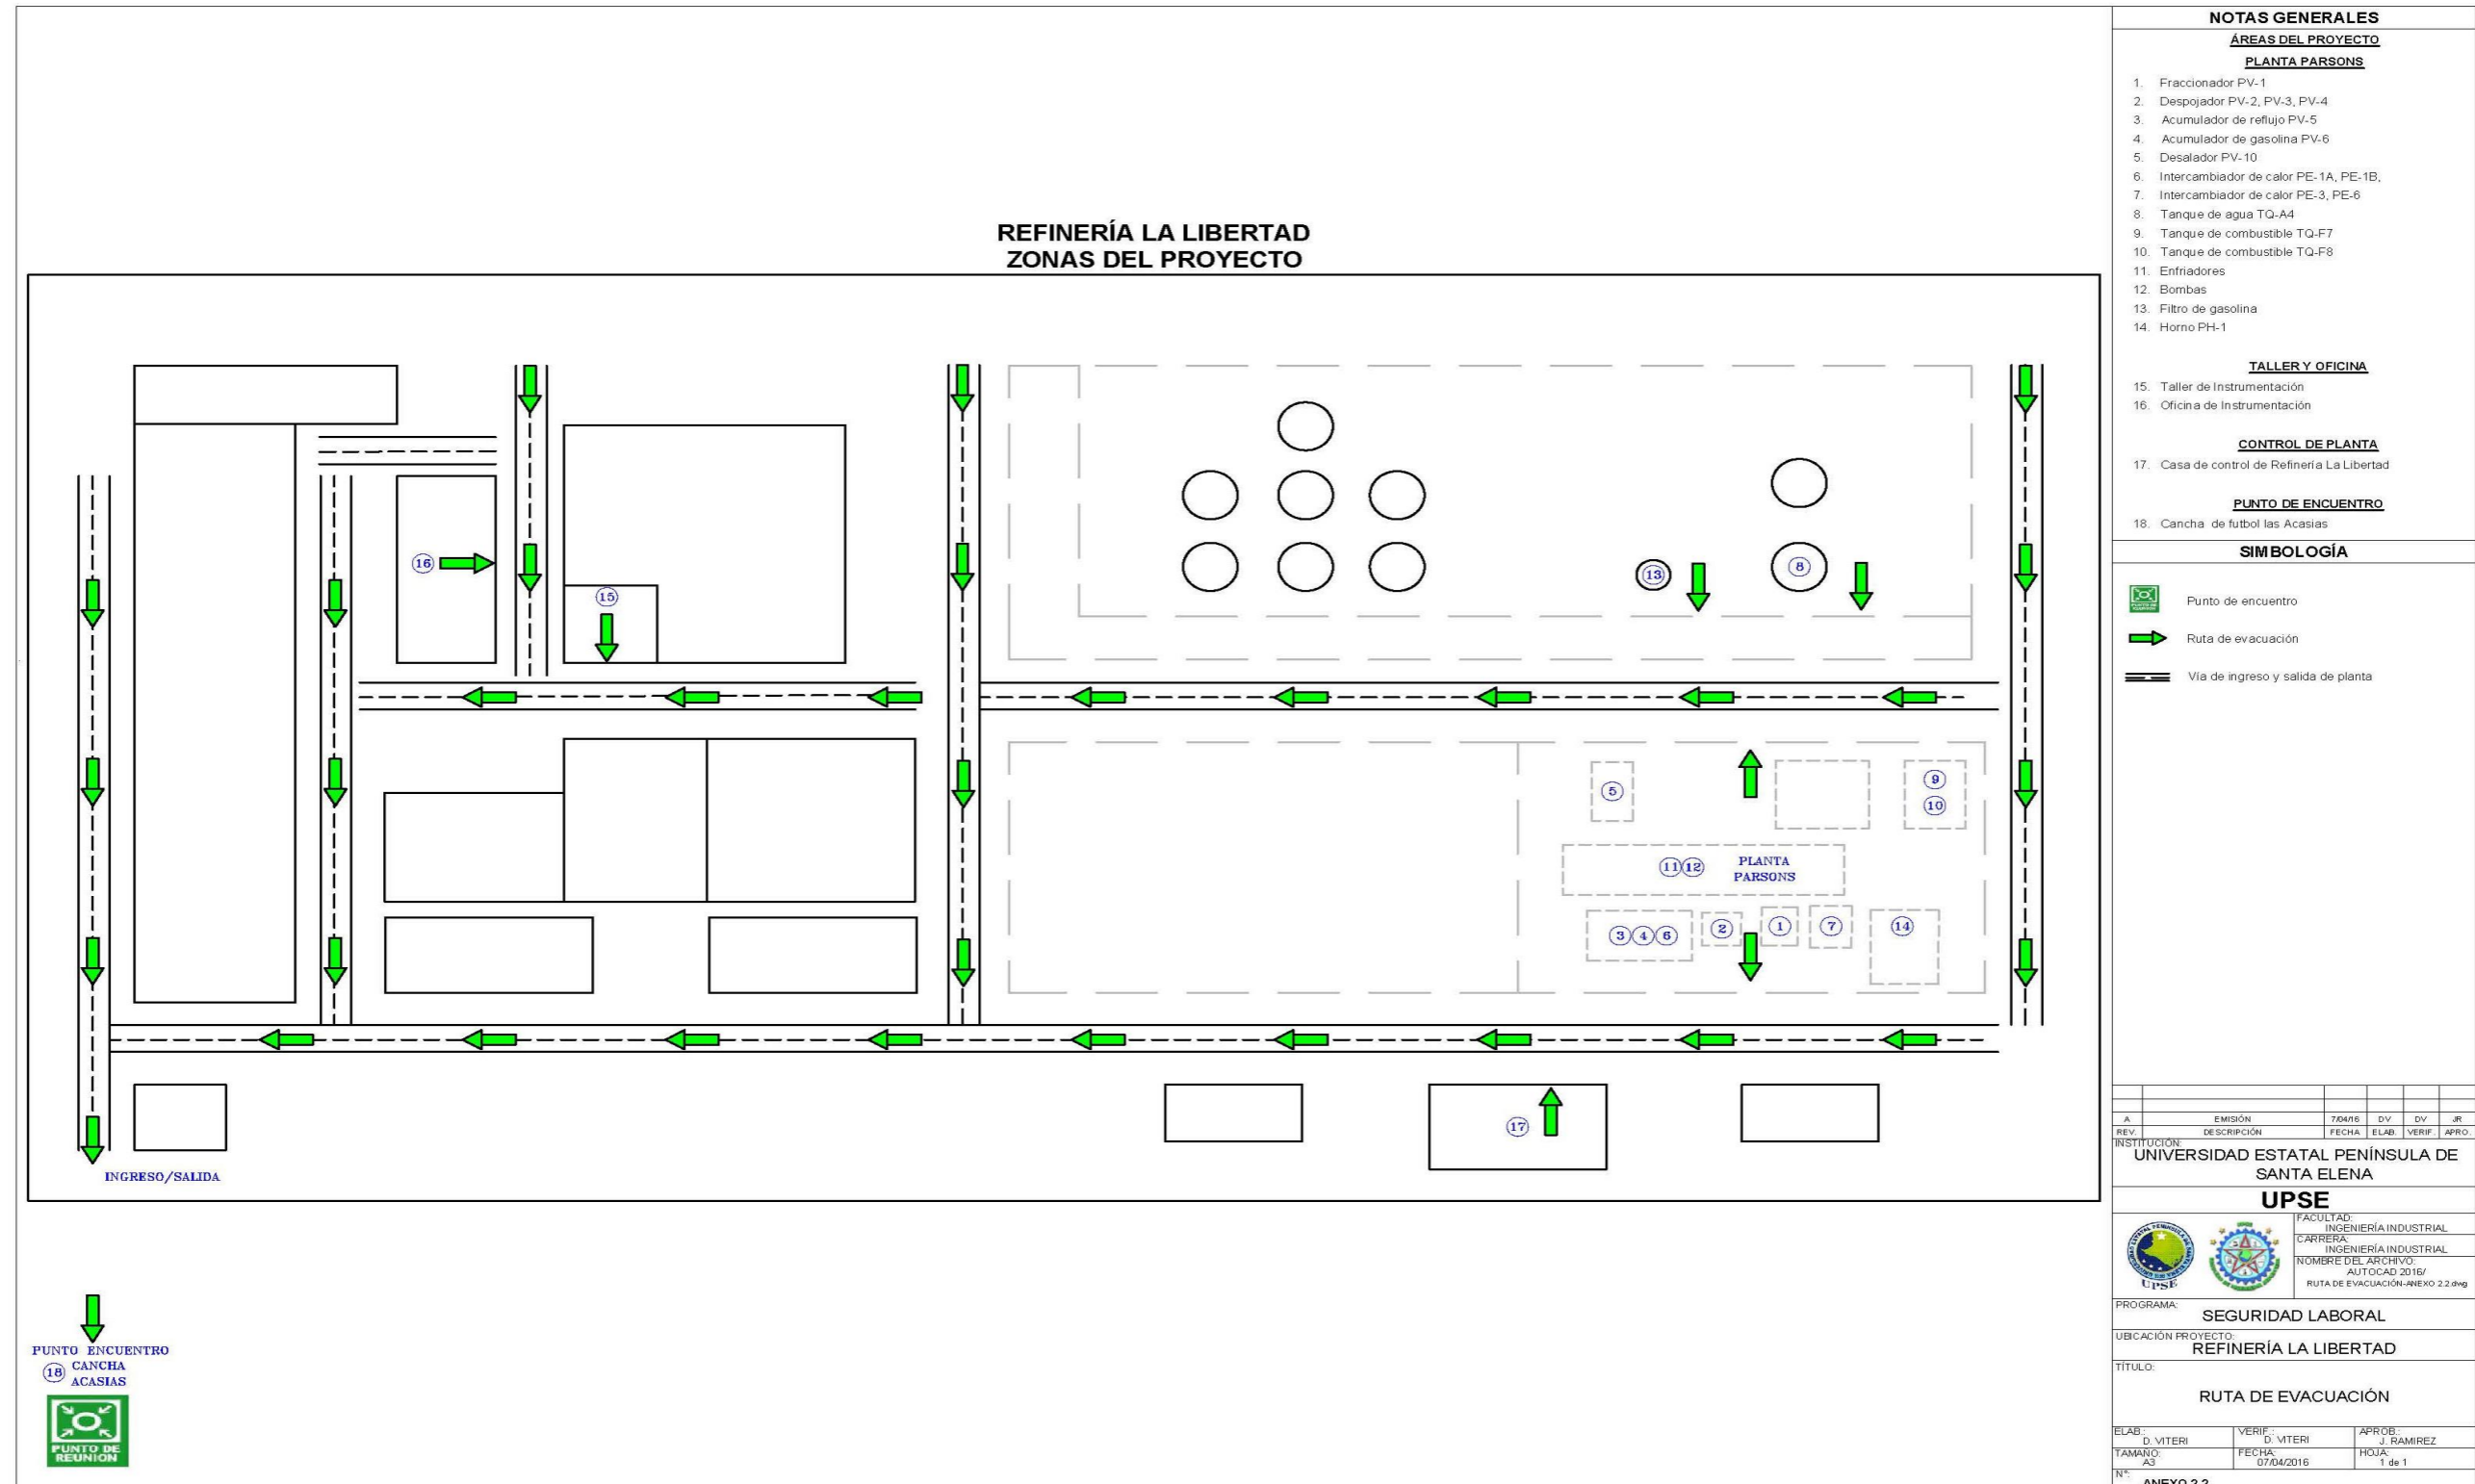 REFINERÍA LA LIBERTAD
ZONAS DEL PROYECTO
16
15
13
8
5
9
10
11 12 PLANTA
PARSONS
3 4 6 2 1 7 14
17
INGRESO/SALIDA
PUNTO ENCUENTRO
18 CANCHA
ACASIAS
PUNTO DE
REUNION
NOTAS GENERALES
ÁREAS DEL PROYECTO
PLANTA PARSONS
1. Fraccionador PV-1
2. Despojador PV-2, PV-3, PV-4
3. Acumulador de reflujo PV-5
4. Acumulador de gasolina PV-6
5. Desalador PV-10
6. Intercambiador de calor PE-1A, PE-1B,
7. Intercambiador de calor PE-3, PE-6
8. Tanque de agua TQ-A4
9. Tanque de combustible TQ-F7
10. Tanque de combustible TQ-F8
11. Enfriadores
12. Bombas
13. Filtro de gasolina
14. Horno PH-1
TALLER Y OFICINA
15. Taller de Instrumentación
16. Oficina de Instrumentación
CONTROL DE PLANTA
17. Casa de control de Refinería La Libertad
PUNTO DE ENCUENTRO
18. Cancha de futbol las Acasias
SIMBOLOGÍA
Punto de encuentro
Ruta de evacuación
Vía de ingreso y salida de planta
A EMISIÓN 7/04/16 DV DV JR
REV. DESCRIPCIÓN FECHA ELAB. VERIF. APRO.
INSTITUCIÓN:
UNIVERSIDAD ESTATAL PENÍNSULA DE
SANTA ELENA
UPSE
UPSE
FACULTAD:
INGENIERÍA INDUSTRIAL
CARRERA:
INGENIERÍA INDUSTRIAL
NOMBRE DEL ARCHIVO:
AUTOCAD 2016/
RUTA DE EVACUACIÓN-ANEXO 2.2.dwg
PROGRAMA:
SEGURIDAD LABORAL
UBICACIÓN PROYECTO:
REFINERÍA LA LIBERTAD
TÍTULO:
RUTA DE EVACUACIÓN
ELAB.: VERIF.: APROB.:
D. VITERI D. VITERI J. RAMIREZ
TAMAÑO: FECHA: HOJA:
A3 07/04/2016 1 de 1
N°:
ANEXO 2.2